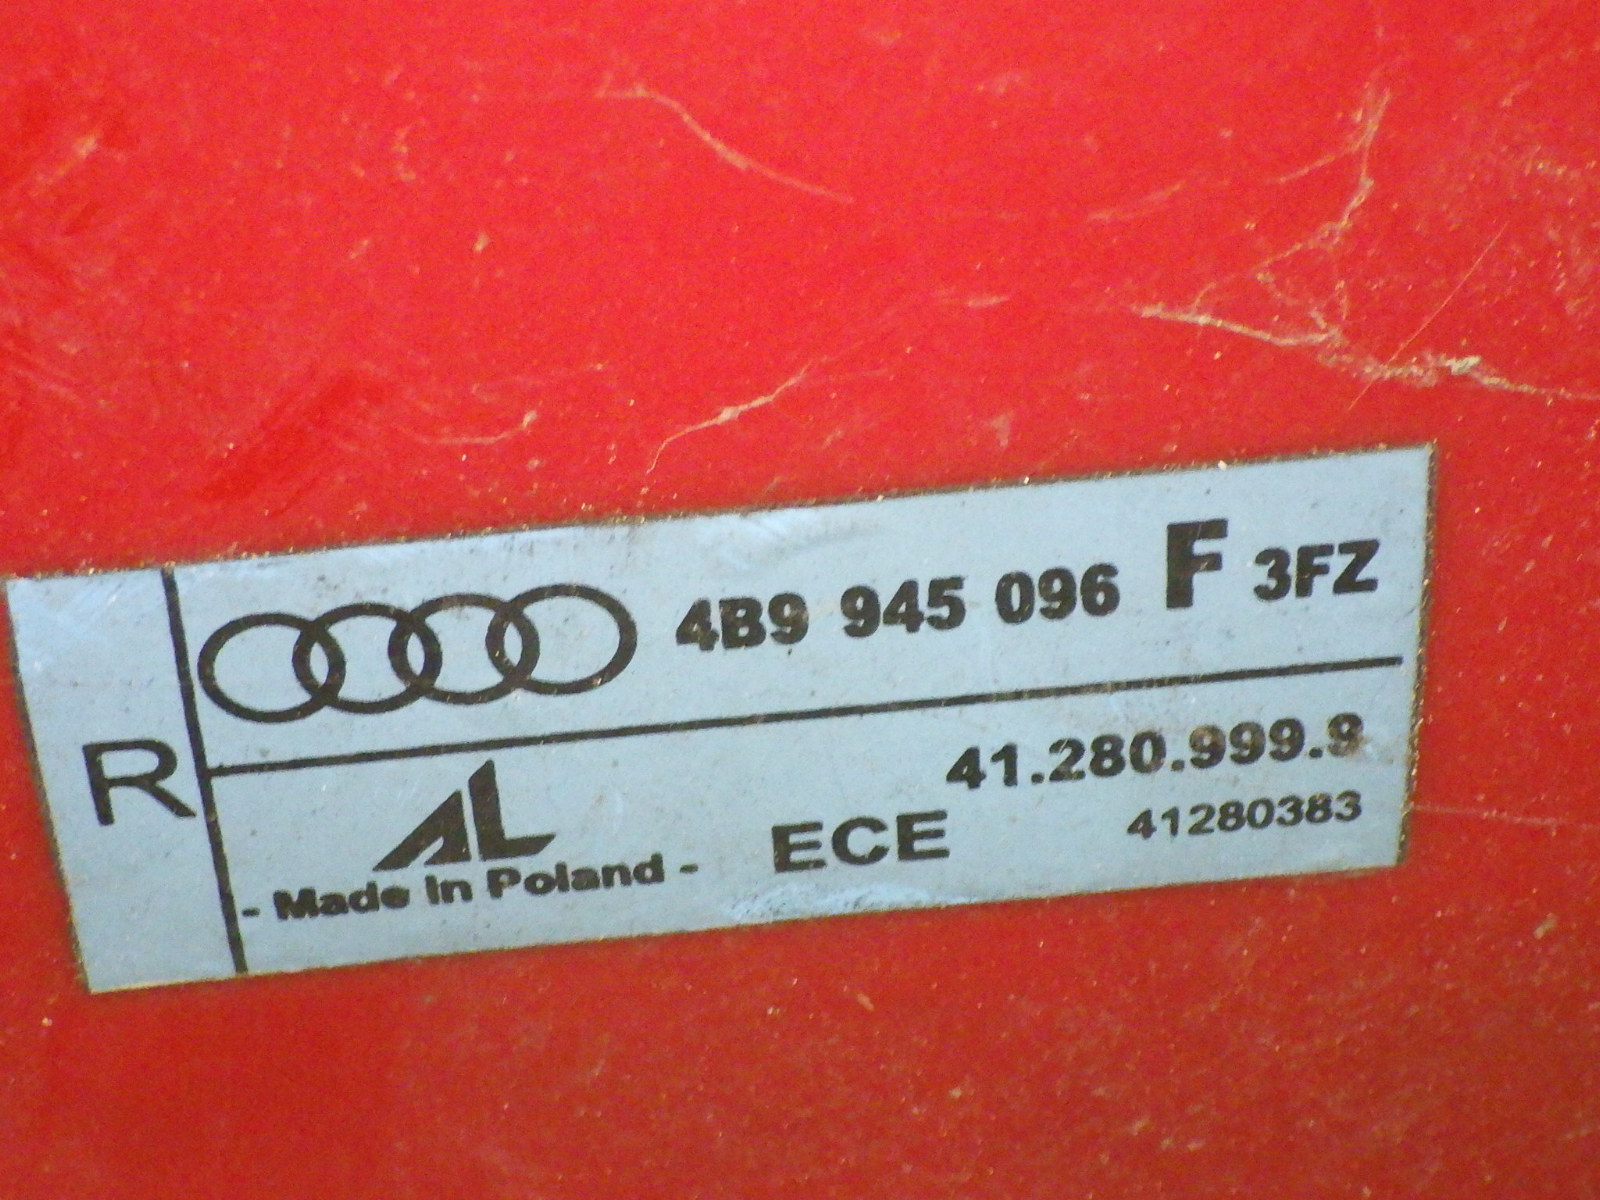 R
4B9 945 096 F 3FZ
41.280.999.9
AL
ECE
41280383
- Made in Poland -